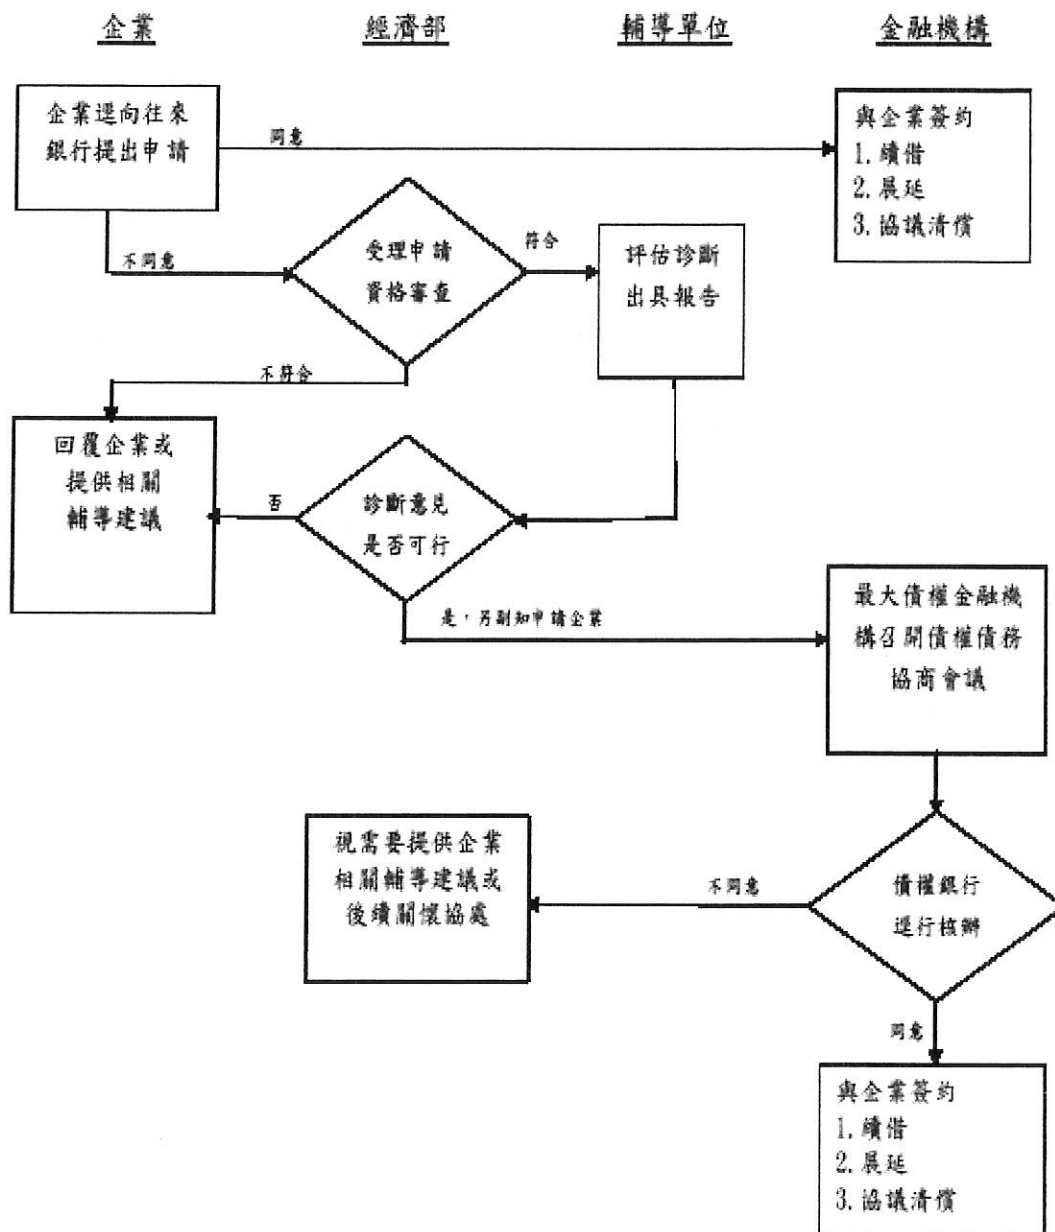 企業
經濟部
輔導單位
金融機構
企業逕向往來
銀行提出申請
同意
與企業簽約
1.續借
2.展延
3.協議清償
不同意
受理申請
資格審查
符合
評估診斷
出具報告
不符合
回覆企業或
提供相關
輔導建議
否
診斷意見
是否可行
是，另副知申請企業
最大債權金融機
構召開債權債務
協商會議
視需要提供企業
相關輔導建議或
後續關懷協處
不同意
債權銀行
逕行核辦
同意
與企業簽約
1.續借
2.展延
3.協議清償